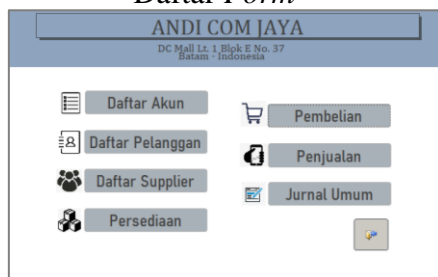 Daftar Form
ANDI COM JAYA
DC Mall Lt. 1 Blok E No. 37
Batam - Indonesia
Daftar Akun
Daftar Pelanggan
Daftar Supplier
Persediaan
Pembelian
Penjualan
Jurnal Umum